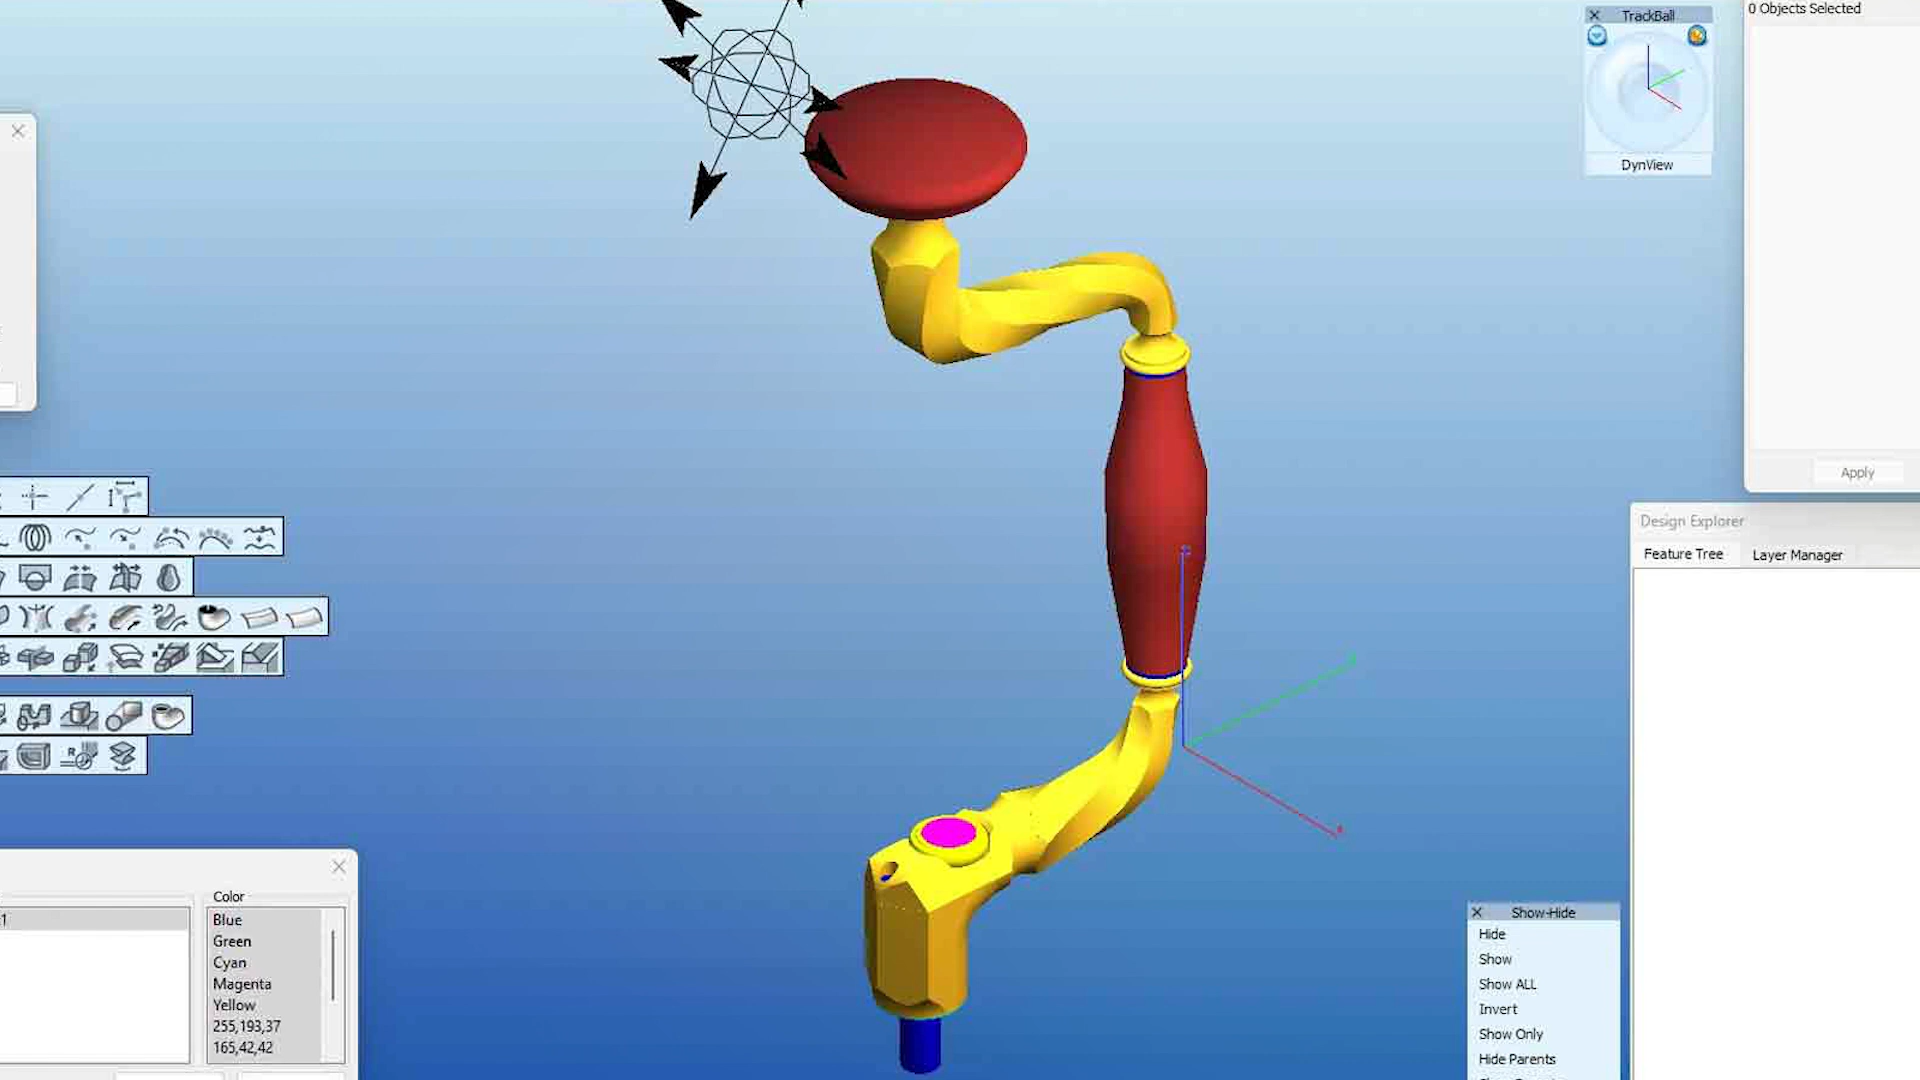 0 Objects Selected
TrackBall
DynView
Apply
Design Explorer
Feature Tree
Layer Manager
Color
1
Blue
Green
Cyan
Magenta
Yellow
255,193,37
165,42,42
Show-Hide
Hide
Show
Show ALL
Invert
Show Only
Hide Parents